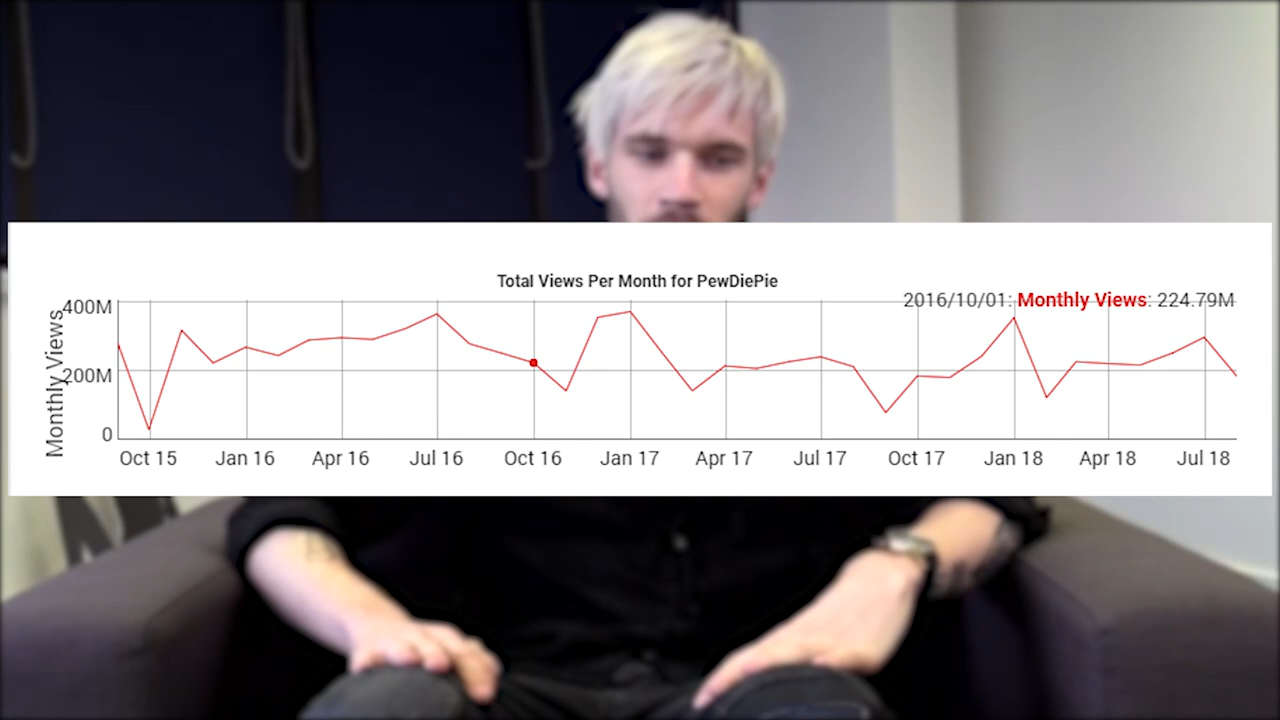 Total Views Per Month for PewDiePie
2016/10/01: Monthly Views: 224.79M
Monthly Views
400M
200M
0
Oct 15 Jan 16 Apr 16 Jul 16 Oct 16 Jan 17 Apr 17 Jul 17 Oct 17 Jan 18 Apr 18 Jul 18